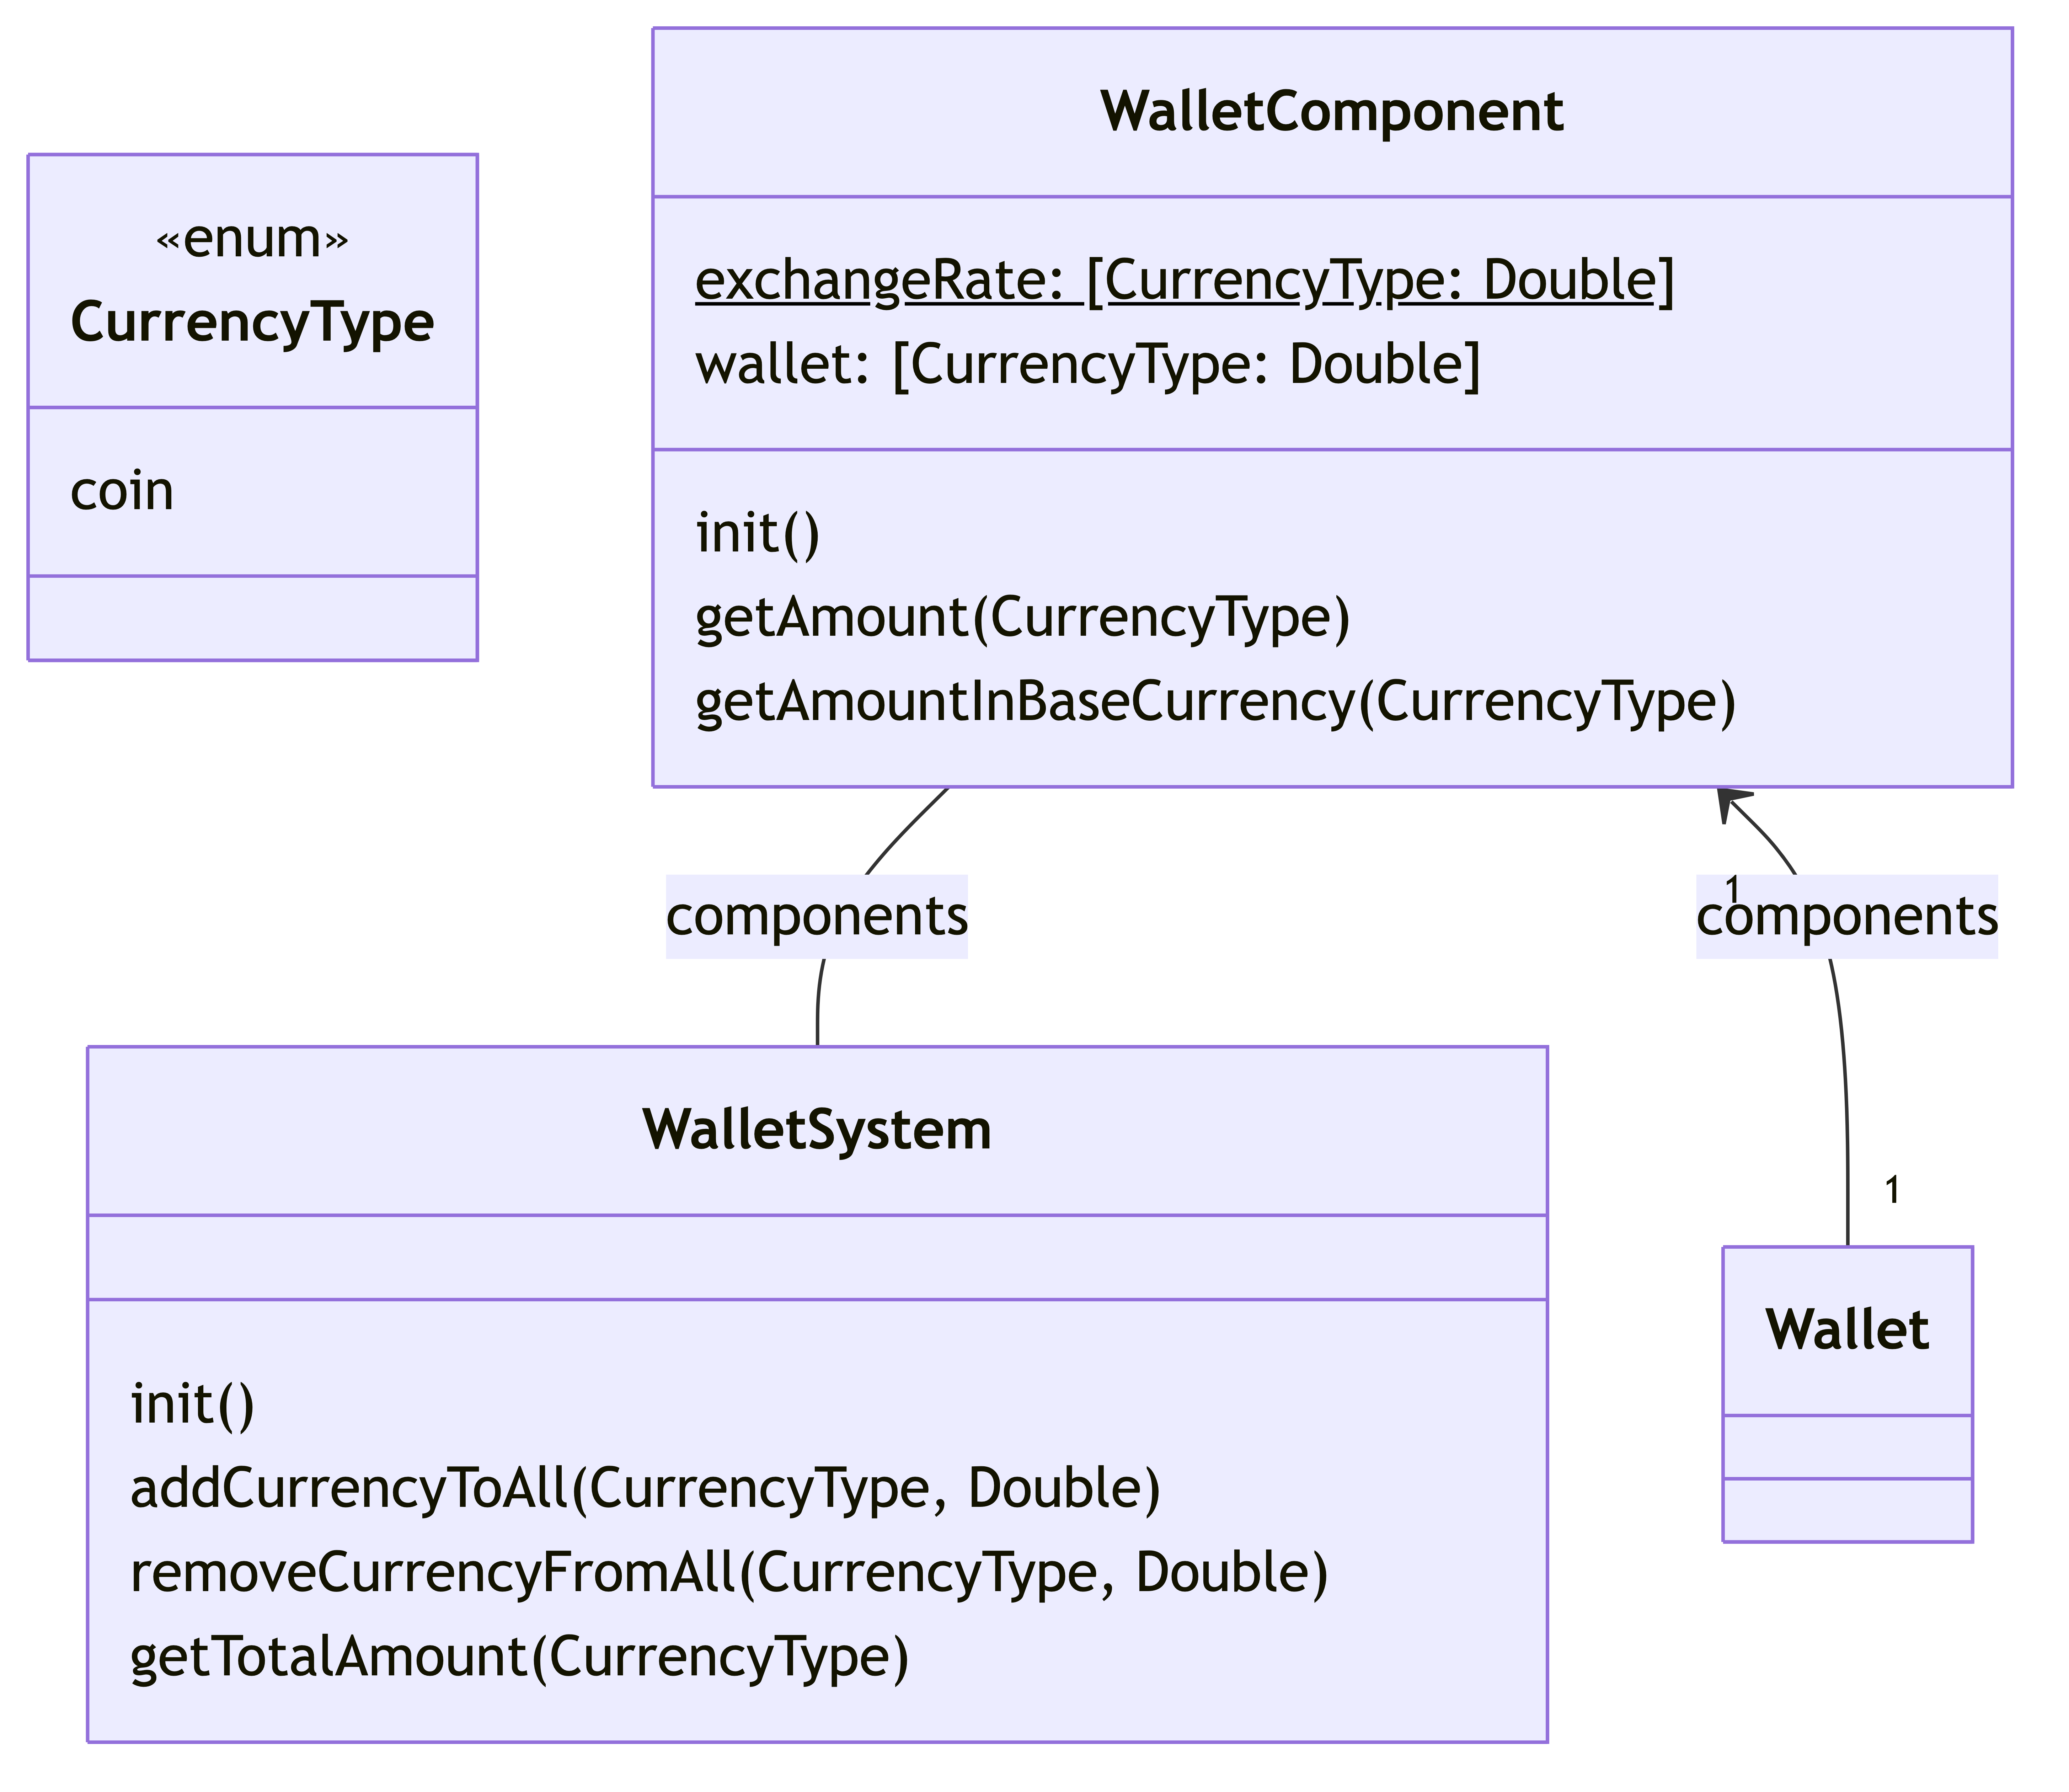 «enum»
CurrencyType
coin
WalletComponent
exchangeRate: [CurrencyType: Double]
wallet: [CurrencyType: Double]
init()
getAmount(CurrencyType)
getAmountInBaseCurrency(CurrencyType)
components
1
components
1
WalletSystem
init()
addCurrencyToAll(CurrencyType, Double)
removeCurrencyFromAll(CurrencyType, Double)
getTotalAmount(CurrencyType)
Wallet